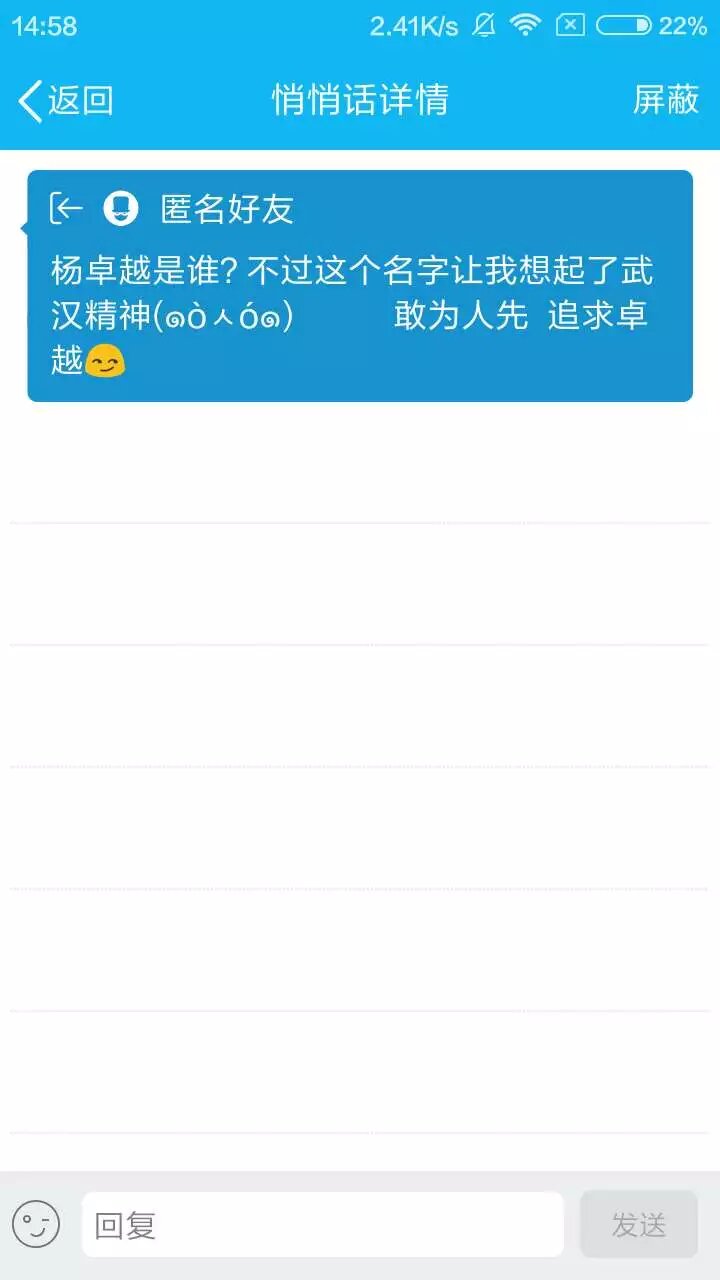 14:58 2.41K/s 22%
返回 悄悄话详情 屏蔽
匿名好友
杨卓越是谁? 不过这个名字让我想起了武
汉精神(๑òㅅó๑) 敢为人先 追求卓
越😏
回复 发送